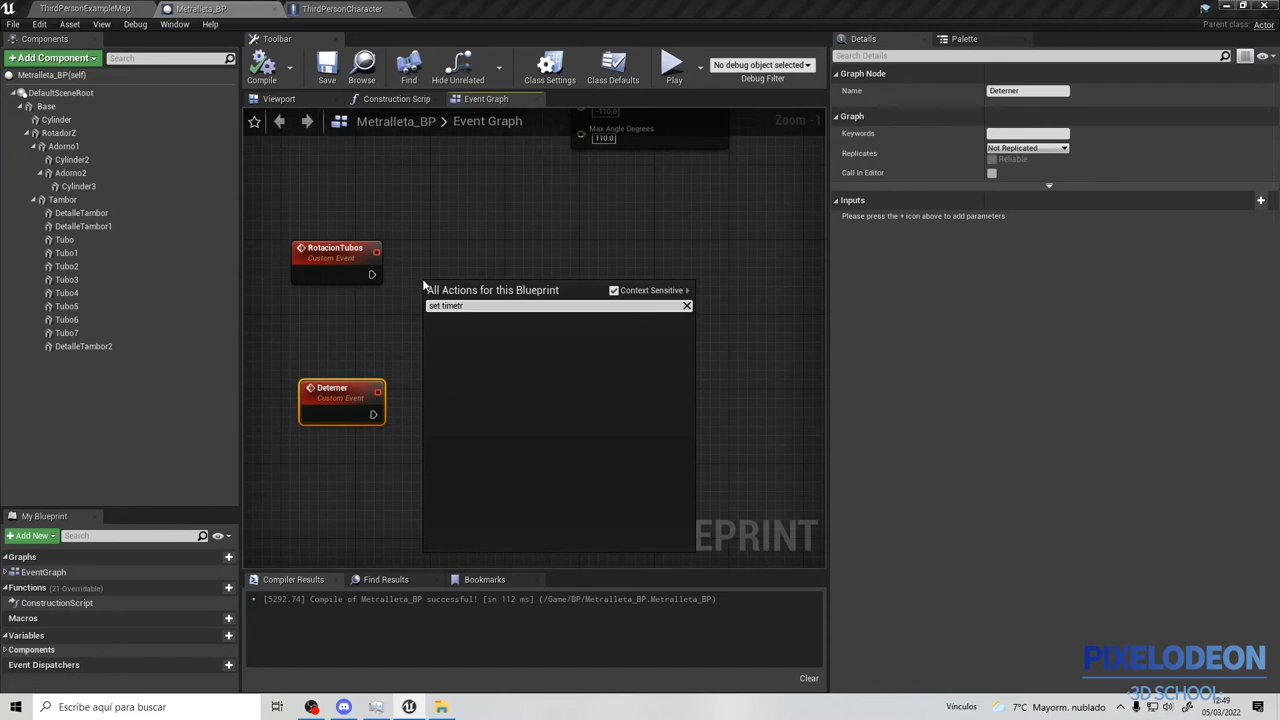 ThirdPersonExampleMap
Metralleta_BP
ThirdPersonCharacter
File Edit Asset View Debug Window Help
Parent class: Actor
Components
Toolbar
Details
Palette
+Add Component
Search
Compile
Save
Browse
Find
Hide Unrelated
Class Settings
Class Defaults
Play
No debug object selected
Debug Filter
Search Details
Metralleta_BP(self)
DefaultSceneRoot
Base
Cylinder
RotadorZ
Adorno1
Cylinder2
Adorno2
Cylinder3
Tambor
DetalleTambor
DetalleTambor1
Tubo
Tubo1
Tubo2
Tubo3
Tubo4
Tubo5
Tubo6
Tubo7
DetalleTambor2
Viewport
Construction Scrip
Event Graph
Metralleta_BP > Event Graph
Zoom -1
-110.0
Max Angle Degrees
110.0
RotacionTubos
Custom Event
Deterner
Custom Event
All Actions for this Blueprint
Context Sensitive
set timetr
EPRINT
Graph Node
Name
Deterner
Graph
Keywords
Replicates
Not Replicated
Reliable
Call In Editor
Inputs
Please press the + icon above to add parameters
My Blueprint
+Add New
Search
Graphs
EventGraph
Functions (21 Overridable)
ConstructionScript
Macros
Variables
Components
Event Dispatchers
Compiler Results
Find Results
Bookmarks
[5292.74] Compile of Metralleta_BP successful! [in 112 ms] (/Game/BP/Metralleta_BP.Metralleta_BP)
Clear
PIXELODEON
3D SCHOOL
Escribe aquí para buscar
Vínculos
7°C Mayorm. nublado
12:49
05/03/2022